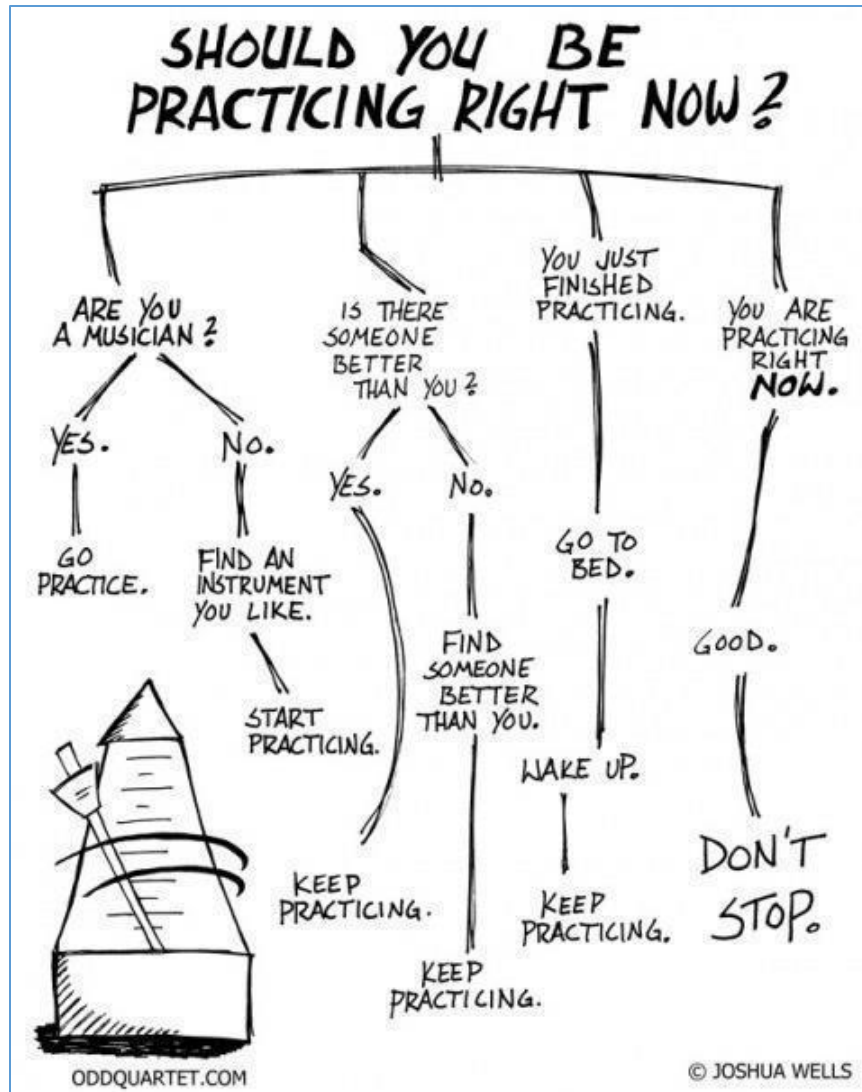 SHOULD YOU BE
PRACTICING RIGHT NOW?
ARE YOU
A MUSICIAN?
YES.
GO
PRACTICE.
NO.
FIND AN
INSTRUMENT
YOU LIKE.
START
PRACTICING.
IS THERE
SOMEONE
BETTER
THAN YOU?
YES.
KEEP
PRACTICING.
NO.
FIND
SOMEONE
BETTER
THAN YOU.
KEEP
PRACTICING.
YOU JUST
FINISHED
PRACTICING.
GO TO
BED.
WAKE UP.
KEEP
PRACTICING.
YOU ARE
PRACTICING
RIGHT
NOW.
GOOD.
DON'T
STOP.
ODDQUARTET.COM
© JOSHUA WELLS